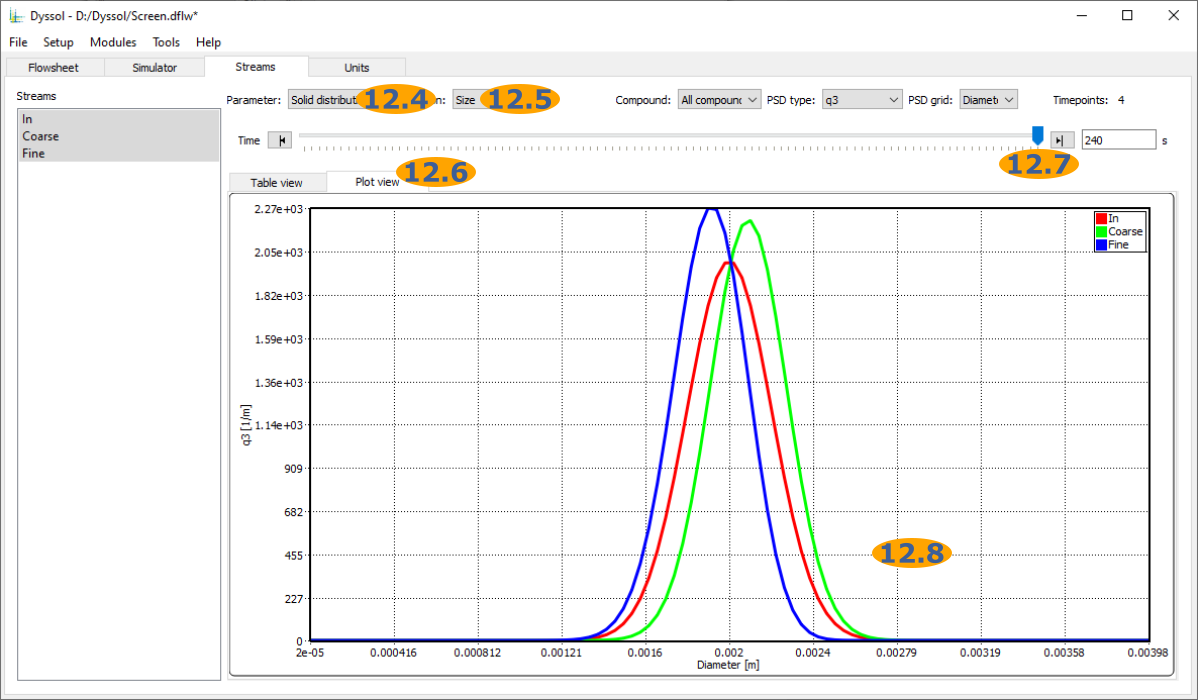 Dyssol - D:/Dyssol/Screen.dflw*
File Setup Modules Tools Help
Flowsheet Simulator Streams Units
Streams
Parameter: Solid distribut 12.4 n: Size 12.5 Compound: All compounc PSD type: q3 PSD grid: Diamet Timepoints: 4
In
Coarse
Fine
Time 240 s
12.6 12.7
Table view Plot view
2.27e+03
2.05e+03
1.82e+03
1.59e+03
1.36e+03
1.14e+03
909
682
455
227
0
q3 [1/m]
In
Coarse
Fine
12.8
2e-05 0.000416 0.000812 0.00121 0.0016 0.002 0.0024 0.00279 0.00319 0.00358 0.00398
Diameter [m]